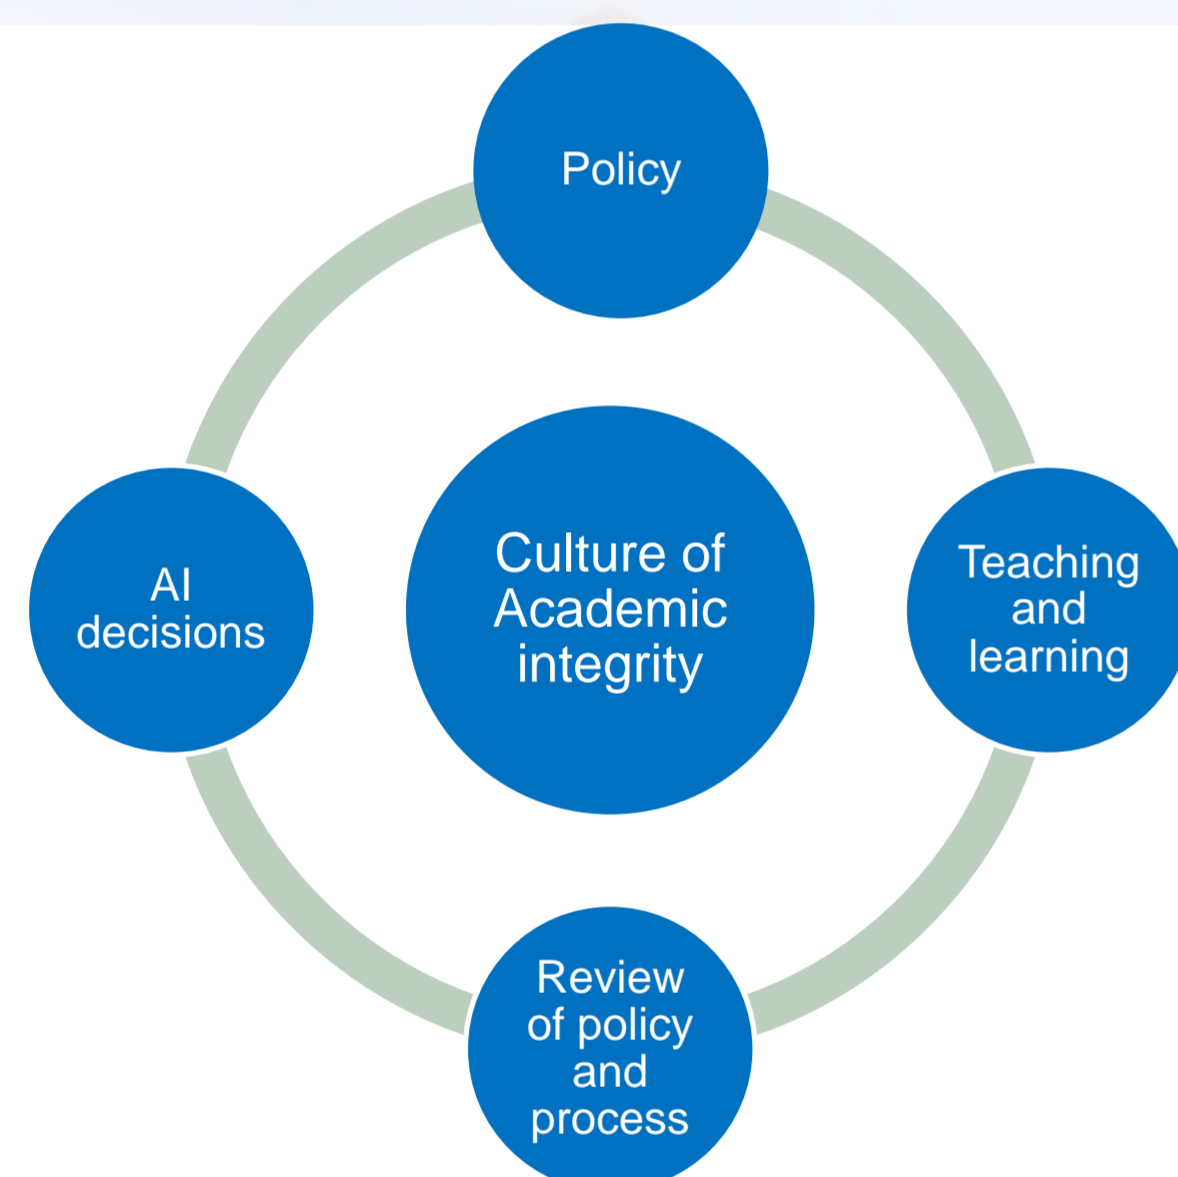 Policy
Culture of
Academic
integrity
AI
decisions
Teaching
and
learning
Review
of policy
and
process